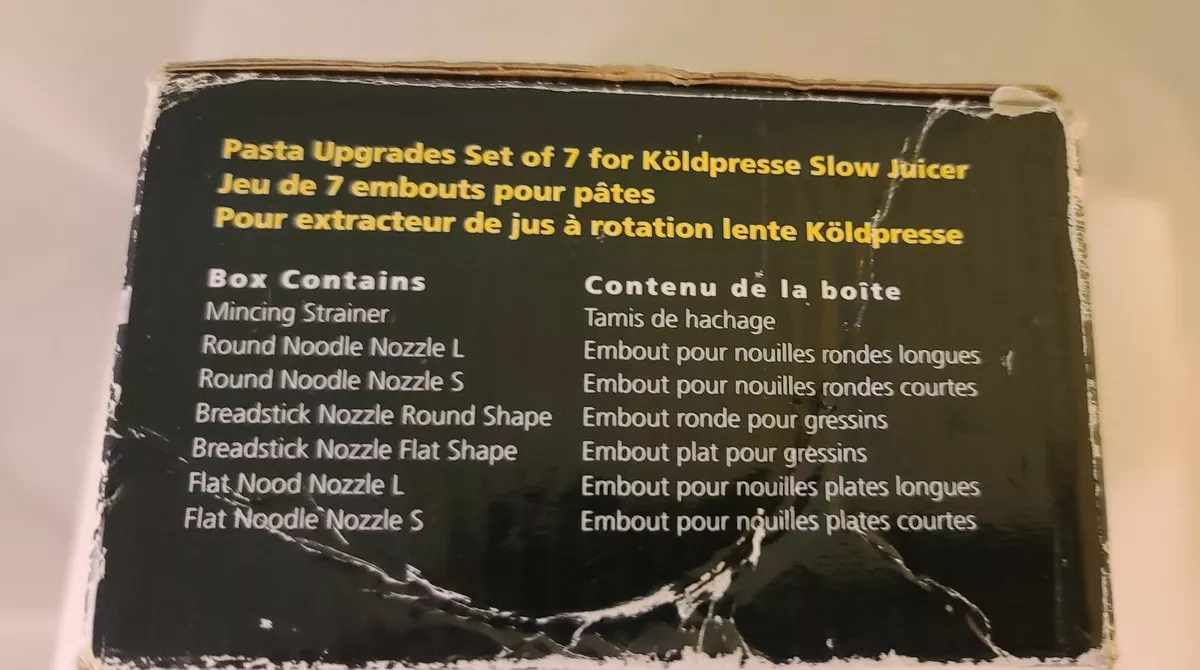 Pasta Upgrades Set of 7 for Köldpresse Slow Juicer
Jeu de 7 embouts pour pâtes
Pour extracteur de jus à rotation lente Köldpresse
Box Contains
Mincing Strainer
Round Noodle Nozzle L
Round Noodle Nozzle S
Breadstick Nozzle Round Shape
Breadstick Nozzle Flat Shape
Flat Nood Nozzle L
Flat Noodle Nozzle S
Contenu de la boîte
Tamis de hachage
Embout pour nouilles rondes longues
Embout pour nouilles rondes courtes
Embout ronde pour gressins
Embout plat pour gressins
Embout pour nouilles plates longues
Embout pour nouilles plates courtes